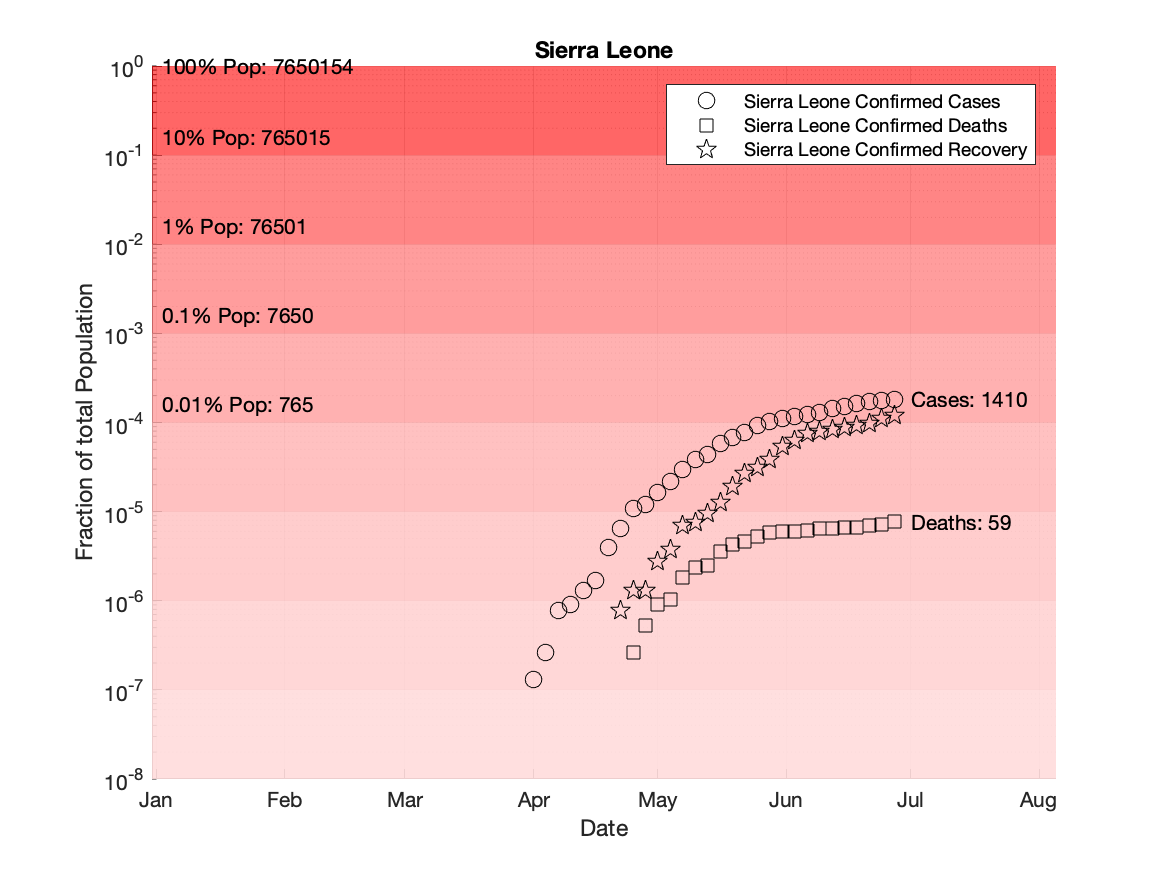 Sierra Leone
10^0
100% Pop: 7650154
Sierra Leone Confirmed Cases
Sierra Leone Confirmed Deaths
Sierra Leone Confirmed Recovery
10% Pop: 765015
10^-1
1% Pop: 76501
10^-2
0.1% Pop: 7650
10^-3
0.01% Pop: 765
10^-4
Cases: 1410
10^-5
Deaths: 59
10^-6
10^-7
10^-8
Fraction of total Population
Jan Feb Mar Apr May Jun Jul Aug
Date